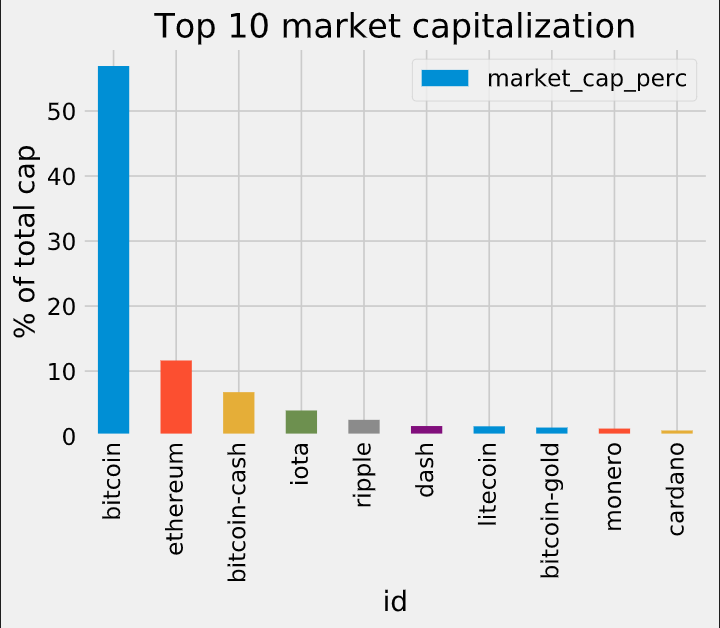 Top 10 market capitalization
market_cap_perc
% of total cap
50
40
30
20
10
0
bitcoin
ethereum
bitcoin-cash
iota
ripple
dash
litecoin
bitcoin-gold
monero
cardano
id